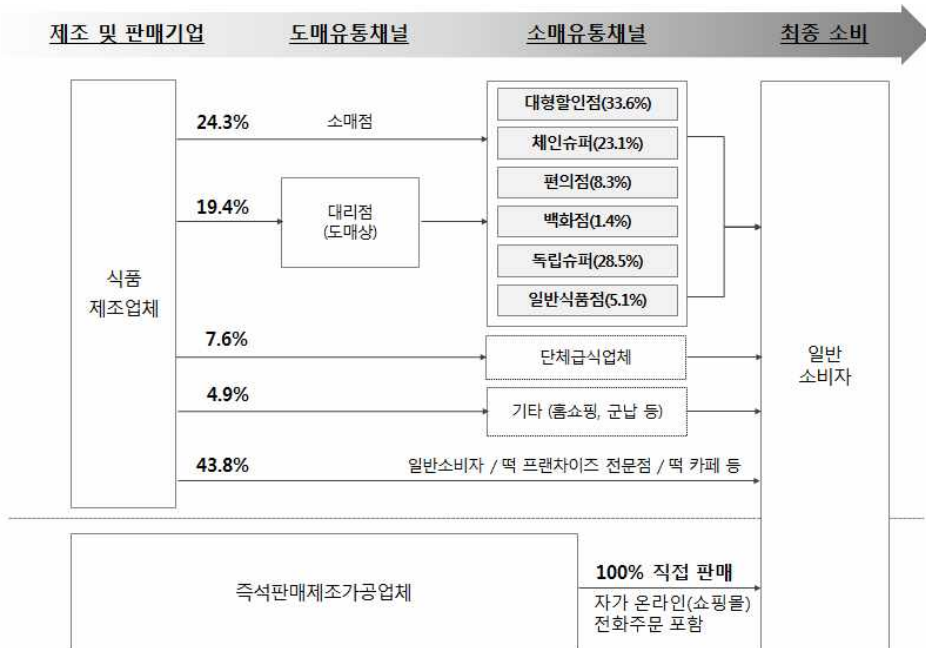 제조 및 판매기업
도매유통채널
소매유통채널
최종 소비
24.3%
소매점
대형할인점(33.6%)
체인슈퍼(23.1%)
편의점(8.3%)
백화점(1.4%)
독립슈퍼(28.5%)
일반식품점(5.1%)
19.4%
대리점
(도매상)
식품
제조업체
7.6%
단체급식업체
4.9%
기타 (홈쇼핑, 군납 등)
43.8%
일반소비자 / 떡 프랜차이즈 전문점 / 떡 카페 등
일반
소비자
즉석판매제조가공업체
100% 직접 판매
자가 온라인(쇼핑몰)
전화주문 포함